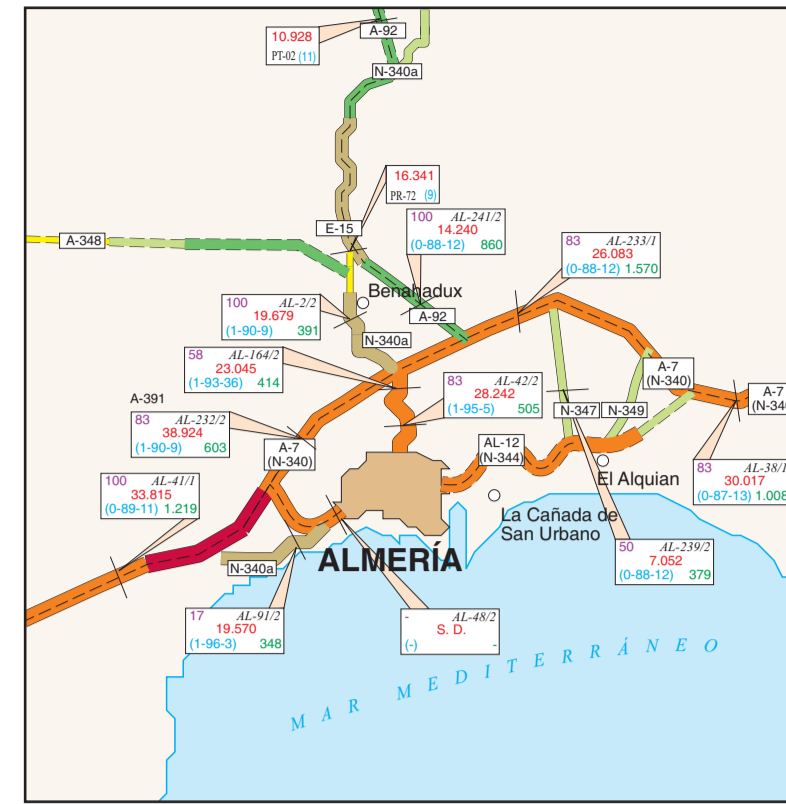 10.928
PT-02 (11)
A-92
N-340a
16.341
PR-72 (9)
E-15
A-348
100 AL-241/2
14.240
(0-88-12) 860
83 AL-233/1
26.083
(0-88-12) 1.570
Benahadux
A-92
100 AL-2/2
19.679
(1-90-9) 391
N-340a
58 AL-164/2
23.045
(1-93-36) 414
83 AL-42/2
28.242
(1-95-5) 505
A-7
(N-340)
A-7
(N-340
N-347
N-349
A-391
83 AL-232/2
38.924
(1-90-9) 603
A-7
(N-340)
AL-12
(N-344)
El Alquian
83 AL-38/1
30.017
(0-87-13) 1.008
100 AL-41/1
33.815
(0-89-11) 1.219
La Cañada de
San Urbano
ALMERÍA
N-340a
50 AL-239/2
7.052
(0-88-12) 379
17 AL-91/2
19.570
(1-96-3) 348
- AL-48/2
S. D.
(-) -
MAR MEDITERRÁNEO